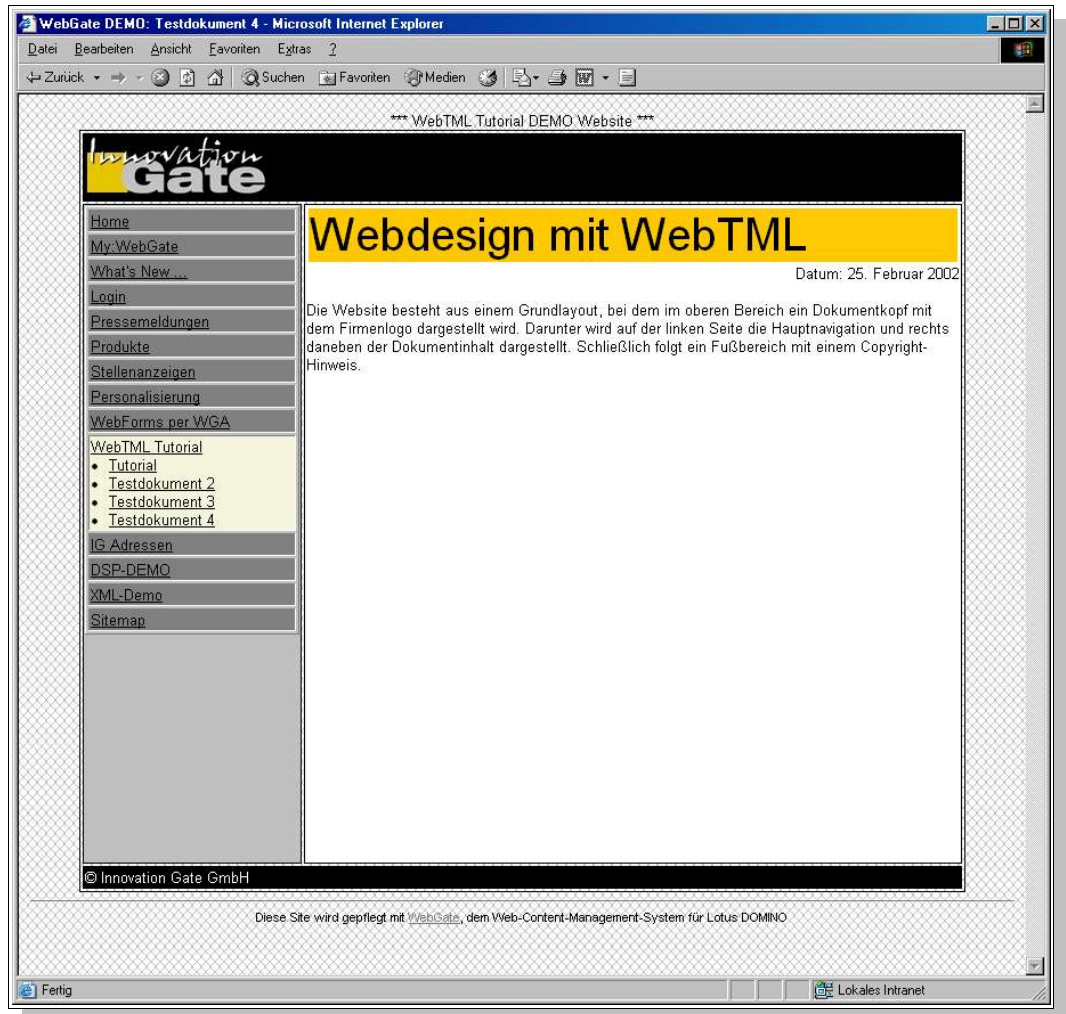 WebGate DEMO: Testdokument 4 - Microsoft Internet Explorer
Datei Bearbeiten Ansicht Favoriten Extras ?
Zurück Suchen Favoriten Medien
*** WebTML Tutorial DEMO Website ***
Innovation
Gate
Home
My:WebGate
What's New ...
Login
Pressemeldungen
Produkte
Stellenanzeigen
Personalisierung
WebForms per WGA
WebTML Tutorial
• Tutorial
• Testdokument 2
• Testdokument 3
• Testdokument 4
IG Adressen
DSP-DEMO
XML-Demo
Sitemap
Webdesign mit WebTML
Datum: 25. Februar 2002
Die Website besteht aus einem Grundlayout, bei dem im oberen Bereich ein Dokumentkopf mit
dem Firmenlogo dargestellt wird. Darunter wird auf der linken Seite die Hauptnavigation und rechts
daneben der Dokumentinhalt dargestellt. Schließlich folgt ein Fußbereich mit einem Copyright-
Hinweis.
© Innovation Gate GmbH
Diese Site wird gepflegt mit WebGate, dem Web-Content-Management-System für Lotus DOMINO
Fertig
Lokales Intranet